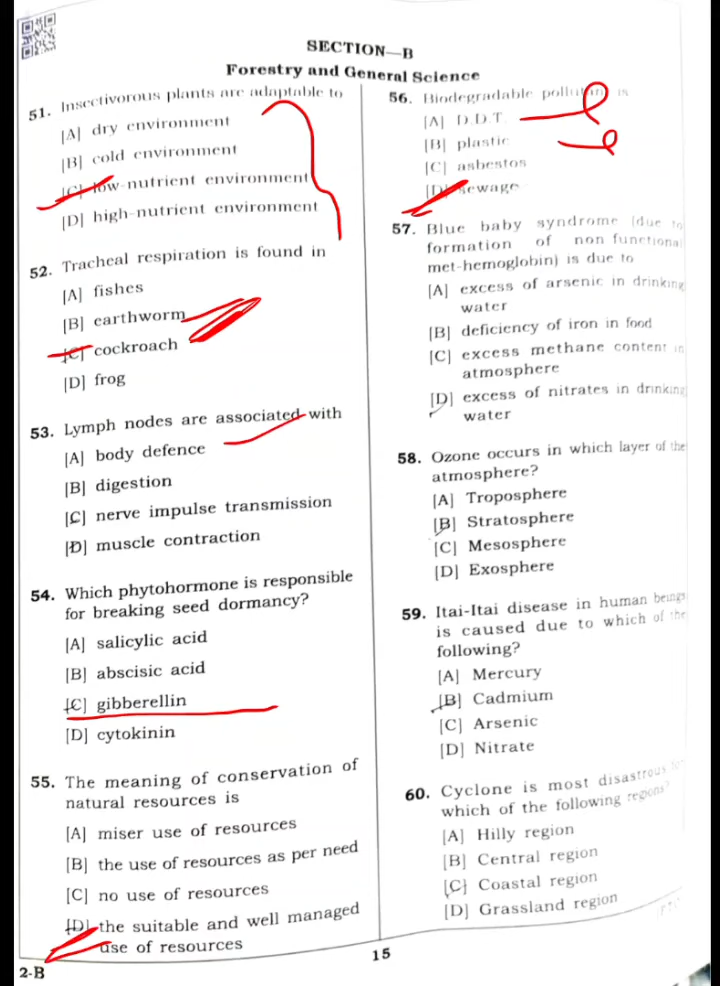 SECTION—B
Forestry and General Science
51. Insectivorous plants are adaptable to
[A] dry environment
[B] cold environment
[C] low-nutrient environment
[D] high-nutrient environment
52. Tracheal respiration is found in
[A] fishes
[B] earthworm
[C] cockroach
[D] frog
53. Lymph nodes are associated with
[A] body defence
[B] digestion
[C] nerve impulse transmission
[D] muscle contraction
54. Which phytohormone is responsible
for breaking seed dormancy?
[A] salicylic acid
[B] abscisic acid
[C] gibberellin
[D] cytokinin
55. The meaning of conservation of
natural resources is
[A] miser use of resources
[B] the use of resources as per need
[C] no use of resources
[D] the suitable and well managed
use of resources
56. Biodegradable pollutant is
[A] D.D.T.
[B] plastic
[C] asbestos
[D] sewage
57. Blue baby syndrome (due to
formation of non functional
met-hemoglobin) is due to
[A] excess of arsenic in drinking
water
[B] deficiency of iron in food
[C] excess methane content in
atmosphere
[D] excess of nitrates in drinking
water
58. Ozone occurs in which layer of the
atmosphere?
[A] Troposphere
[B] Stratosphere
[C] Mesosphere
[D] Exosphere
59. Itai-Itai disease in human beings
is caused due to which of the
following?
[A] Mercury
[B] Cadmium
[C] Arsenic
[D] Nitrate
60. Cyclone is most disastrous for
which of the following regions?
[A] Hilly region
[B] Central region
[C] Coastal region
[D] Grassland region
2-B
15